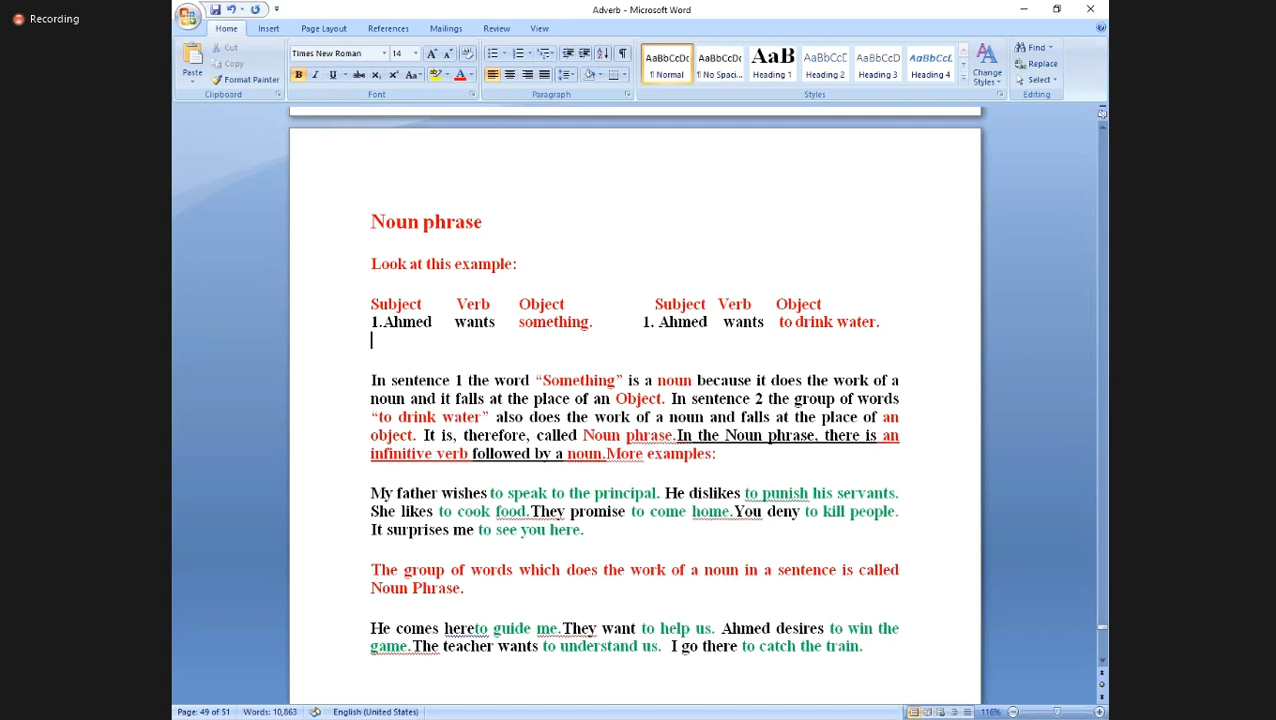 Recording
Adverb - Microsoft Word
Home Insert Page Layout References Mailings Review View
Cut
Copy
Format Painter
Paste
Clipboard
Times New Roman 14
Font
Paragraph
AaBbCcDc AaBbCcDc AaB AaBbCc AaBbCcI AaBbCcL
¶ Normal ¶ No Spaci... Heading 1 Heading 2 Heading 3 Heading 4
Change Styles
Styles
Find
Replace
Select
Editing
Noun phrase
Look at this example:
Subject Verb Object Subject Verb Object
1.Ahmed wants something. 1. Ahmed wants to drink water.
In sentence 1 the word “Something” is a noun because it does the work of a
noun and it falls at the place of an Object. In sentence 2 the group of words
“to drink water” also does the work of a noun and falls at the place of an
object. It is, therefore, called Noun phrase.In the Noun phrase, there is an
infinitive verb followed by a noun.More examples:
My father wishes to speak to the principal. He dislikes to punish his servants.
She likes to cook food.They promise to come home.You deny to kill people.
It surprises me to see you here.
The group of words which does the work of a noun in a sentence is called
Noun Phrase.
He comes hereto guide me.They want to help us. Ahmed desires to win the
game.The teacher wants to understand us. I go there to catch the train.
Page: 49 of 51 Words: 10,863 English (United States) 116%